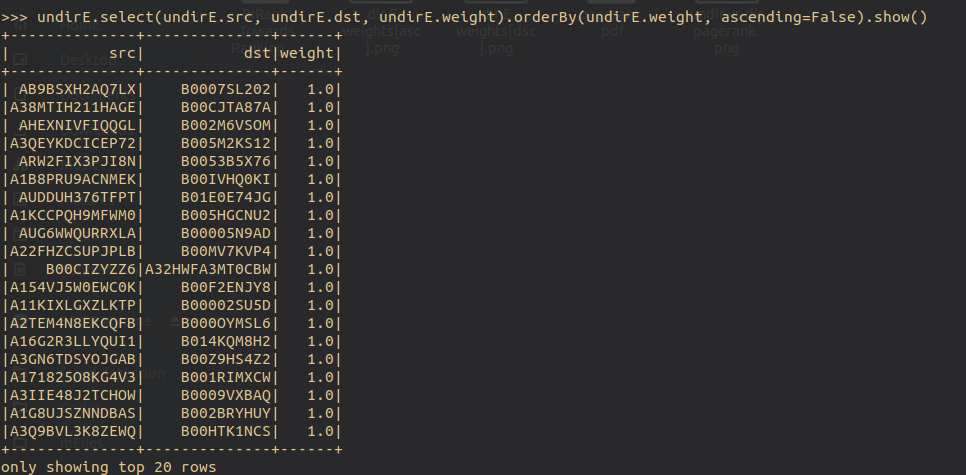 >>> undirE.select(undirE.src, undirE.dst, undirE.weight).orderBy(undirE.weight, ascending=False).show()
+--------------+--------------+------+
|           src|           dst|weight|
+--------------+--------------+------+
| AB9BSXH2AQ7LX|    B0007SL202|   1.0|
|A38MTIH211HAGE|    B00CJTA87A|   1.0|
| AHEXNIVFIQQGL|    B002M6VSOM|   1.0|
|A3QEYKDCICEP72|    B005M2KS12|   1.0|
| ARW2FIX3PJI8N|    B0053B5X76|   1.0|
|A1B8PRU9ACNMEK|    B00IVHQ0KI|   1.0|
| AUDDUH376TFPT|    B01E0E74JG|   1.0|
|A1KCCPQH9MFWM0|    B005HGCNU2|   1.0|
| AUG6WWQURRXLA|    B00005N9AD|   1.0|
|A22FHZCSUPJPLB|    B00MV7KVP4|   1.0|
|    B00CIZYZZ6|A32HWFA3MT0CBW|   1.0|
|A154VJ5W0EWC0K|    B00F2ENJY8|   1.0|
|A11KIXLGXZLKTP|    B00002SU5D|   1.0|
|A2TEM4N8EKCQFB|    B000OYMSL6|   1.0|
|A16G2R3LLYQUI1|    B014KQM8H2|   1.0|
|A3GN6TDSYOJGAB|    B00Z9HS4Z2|   1.0|
|A171825O8KG4V3|    B001RIMXCW|   1.0|
|A3IIE48J2TCHOW|    B0009VXBAQ|   1.0|
|A1G8UJSZNNDBAS|    B002BRYHUY|   1.0|
|A3Q9BVL3K8ZEWQ|    B00HTK1NCS|   1.0|
+--------------+--------------+------+
only showing top 20 rows